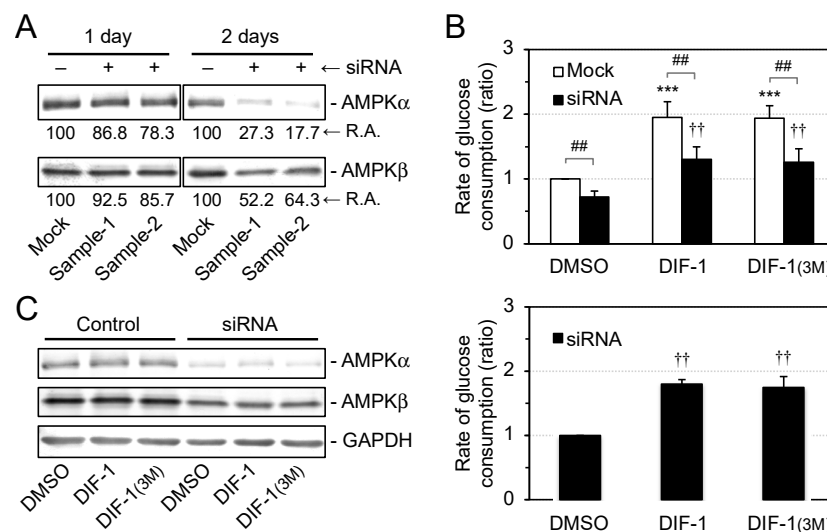 A
1 day 2 days
– + + – + + ← siRNA
- AMPKα
100 86.8 78.3 100 27.3 17.7 ← R.A.
- AMPKβ
100 92.5 85.7 100 52.2 64.3 ← R.A.
Mock Sample-1 Sample-2 Mock Sample-1 Sample-2
B
Rate of glucose
consumption (ratio)
3
2
1
0
Mock
siRNA
## *** ## †† *** ## ††
DMSO DIF-1 DIF-1(3M)
C
Control siRNA
- AMPKα
- AMPKβ
- GAPDH
DMSO DIF-1 DIF-1(3M) DMSO DIF-1 DIF-1(3M)
Rate of glucose
consumption (ratio)
3
2
1
0
siRNA
†† ††
DMSO DIF-1 DIF-1(3M)